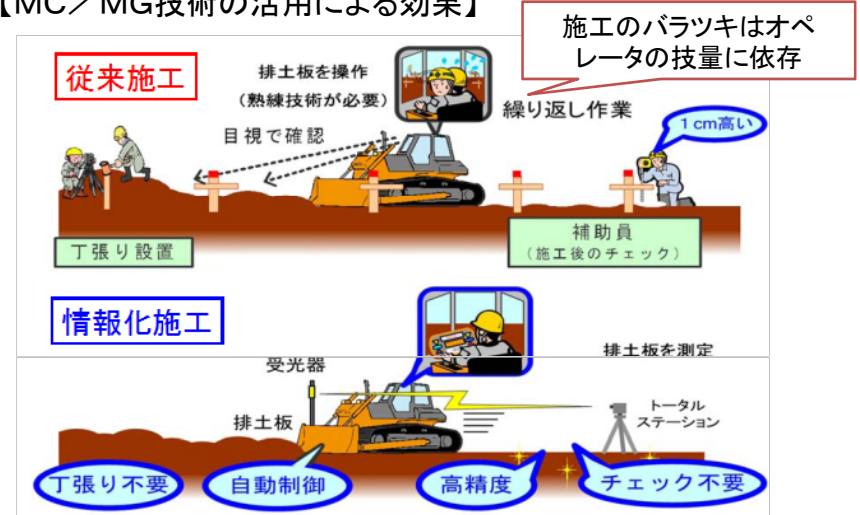 【MC／MG技術の活用による効果】
施工のバラツキはオペ
レータの技量に依存
従来施工
排土板を操作
（熟練技術が必要）
繰り返し作業
1cm高い
目視で確認
丁張り設置
補助員
（施工後のチェック）
情報化施工
排土板を測定
受光器
排土板
トータル
ステーション
丁張り不要
自動制御
高精度
チェック不要